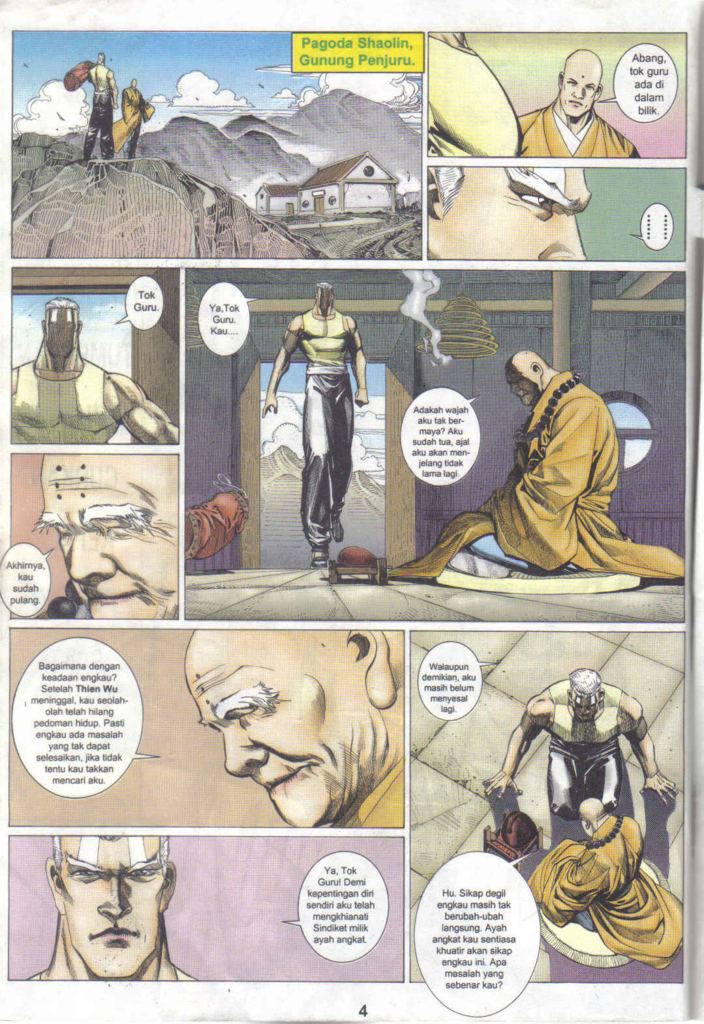 Pagoda Shaolin,
Gunung Penjuru.
Abang,
tok guru
ada di
dalam
bilik.
Tok
Guru.
Ya,Tok
Guru.
Kau....
Adakah wajah
aku tak ber-
maya? Aku
sudah tua, ajal
aku akan men-
jelang tidak
lama lagi.
Akhirnya,
kau
sudah
pulang.
Bagaimana dengan
keadaan engkau?
Setelah Thien Wu
meninggal, kau seolah-
olah telah hilang
pedoman hidup. Pasti
engkau ada masalah
yang tak dapat
selesaikan, jika tidak
tentu kau takkan
mencari aku.
Walaupun
demikian, aku
masih belum
menyesal
lagi.
Ya, Tok
Guru! Demi
kepentingan diri
sendiri aku telah
mengkhianati
Sindiket milik
ayah angkat.
Hu. Sikap degil
engkau masih tak
berubah-ubah
langsung. Ayah
angkat kau sentiasa
khuatir akan sikap
engkau ini. Apa
masalah yang
sebenar kau?
4